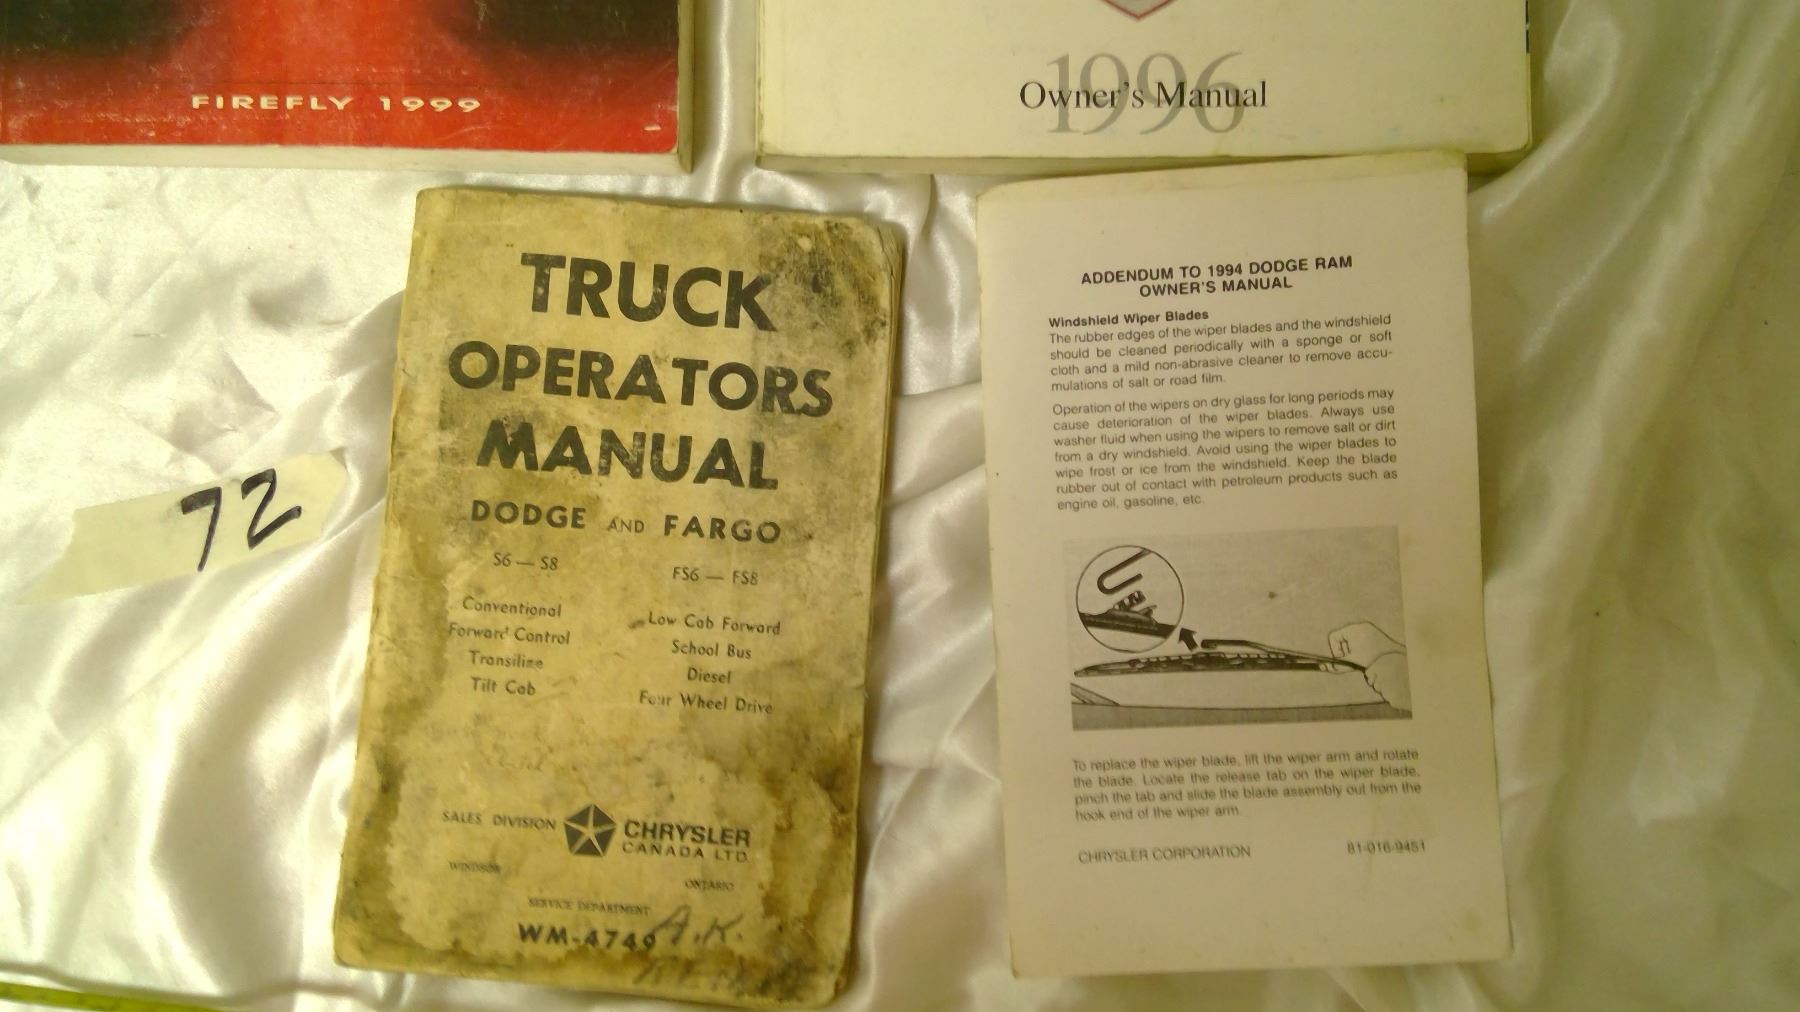 FIREFLY 1999
1996
Owner's Manual
72
TRUCK
OPERATORS
MANUAL
DODGE AND FARGO
S6 — S8
FS6 — FS8
Conventional
Forward Control
Transilize
Tilt Cab
Low Cab Forward
School Bus
Diesel
Four Wheel Drive
SALES DIVISION
CHRYSLER
CANADA LTD.
WINDSOR
ONTARIO
SERVICE DEPARTMENT
WM-4749
A.K.
ADDENDUM TO 1994 DODGE RAM
OWNER'S MANUAL
Windshield Wiper Blades
The rubber edges of the wiper blades and the windshield
should be cleaned periodically with a sponge or soft
cloth and a mild non-abrasive cleaner to remove accu-
mulations of salt or road film.
Operation of the wipers on dry glass for long periods may
cause deterioration of the wiper blades. Always use
washer fluid when using the wipers to remove salt or dirt
from a dry windshield. Avoid using the wiper blades to
wipe frost or ice from the windshield. Keep the blade
rubber out of contact with petroleum products such as
engine oil, gasoline, etc.
To replace the wiper blade, lift the wiper arm and rotate
the blade. Locate the release tab on the wiper blade,
pinch the tab and slide the blade assembly out from the
hook end of the wiper arm.
CHRYSLER CORPORATION
81-016-9451